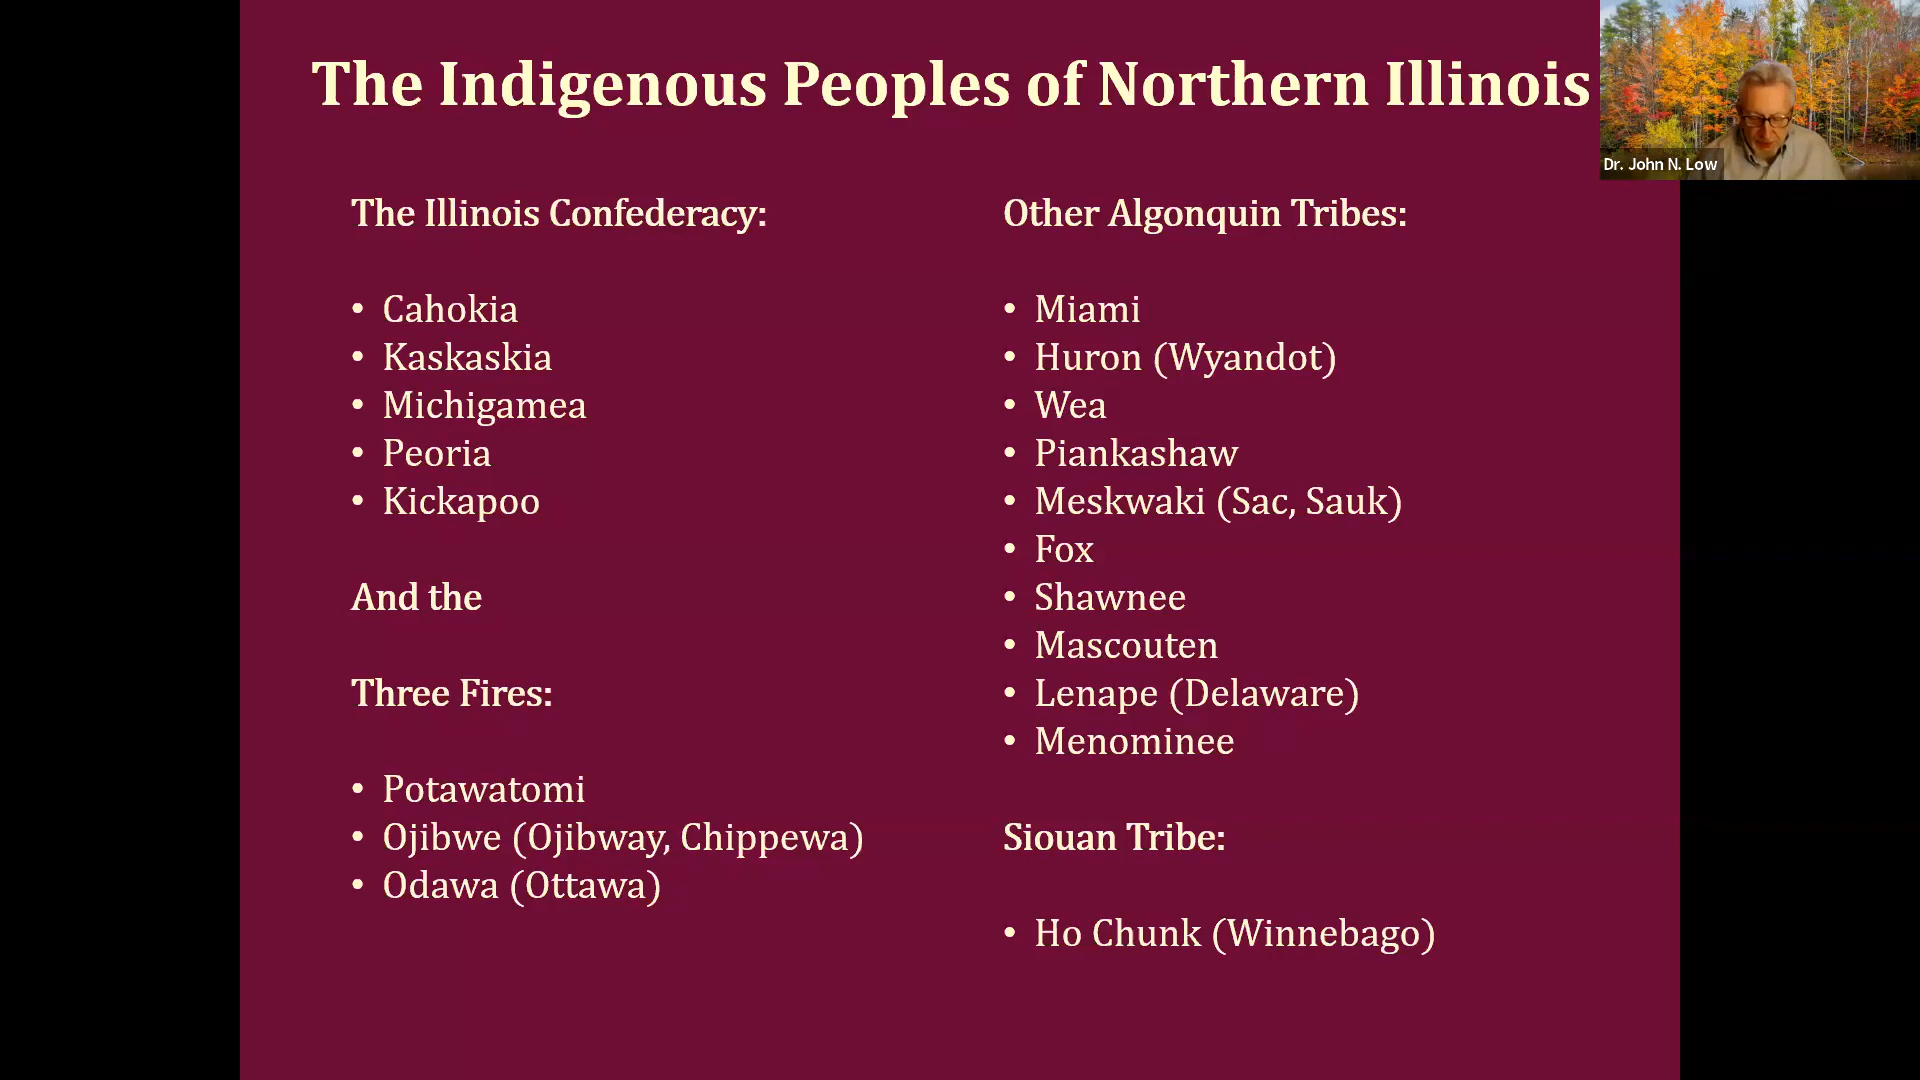 The Indigenous Peoples of Northern Illinois
Dr. John N. Low
The Illinois Confederacy:
• Cahokia
• Kaskaskia
• Michigamea
• Peoria
• Kickapoo
And the
Three Fires:
• Potawatomi
• Ojibwe (Ojibway, Chippewa)
• Odawa (Ottawa)
Other Algonquin Tribes:
• Miami
• Huron (Wyandot)
• Wea
• Piankashaw
• Meskwaki (Sac, Sauk)
• Fox
• Shawnee
• Mascouten
• Lenape (Delaware)
• Menominee
Siouan Tribe:
• Ho Chunk (Winnebago)